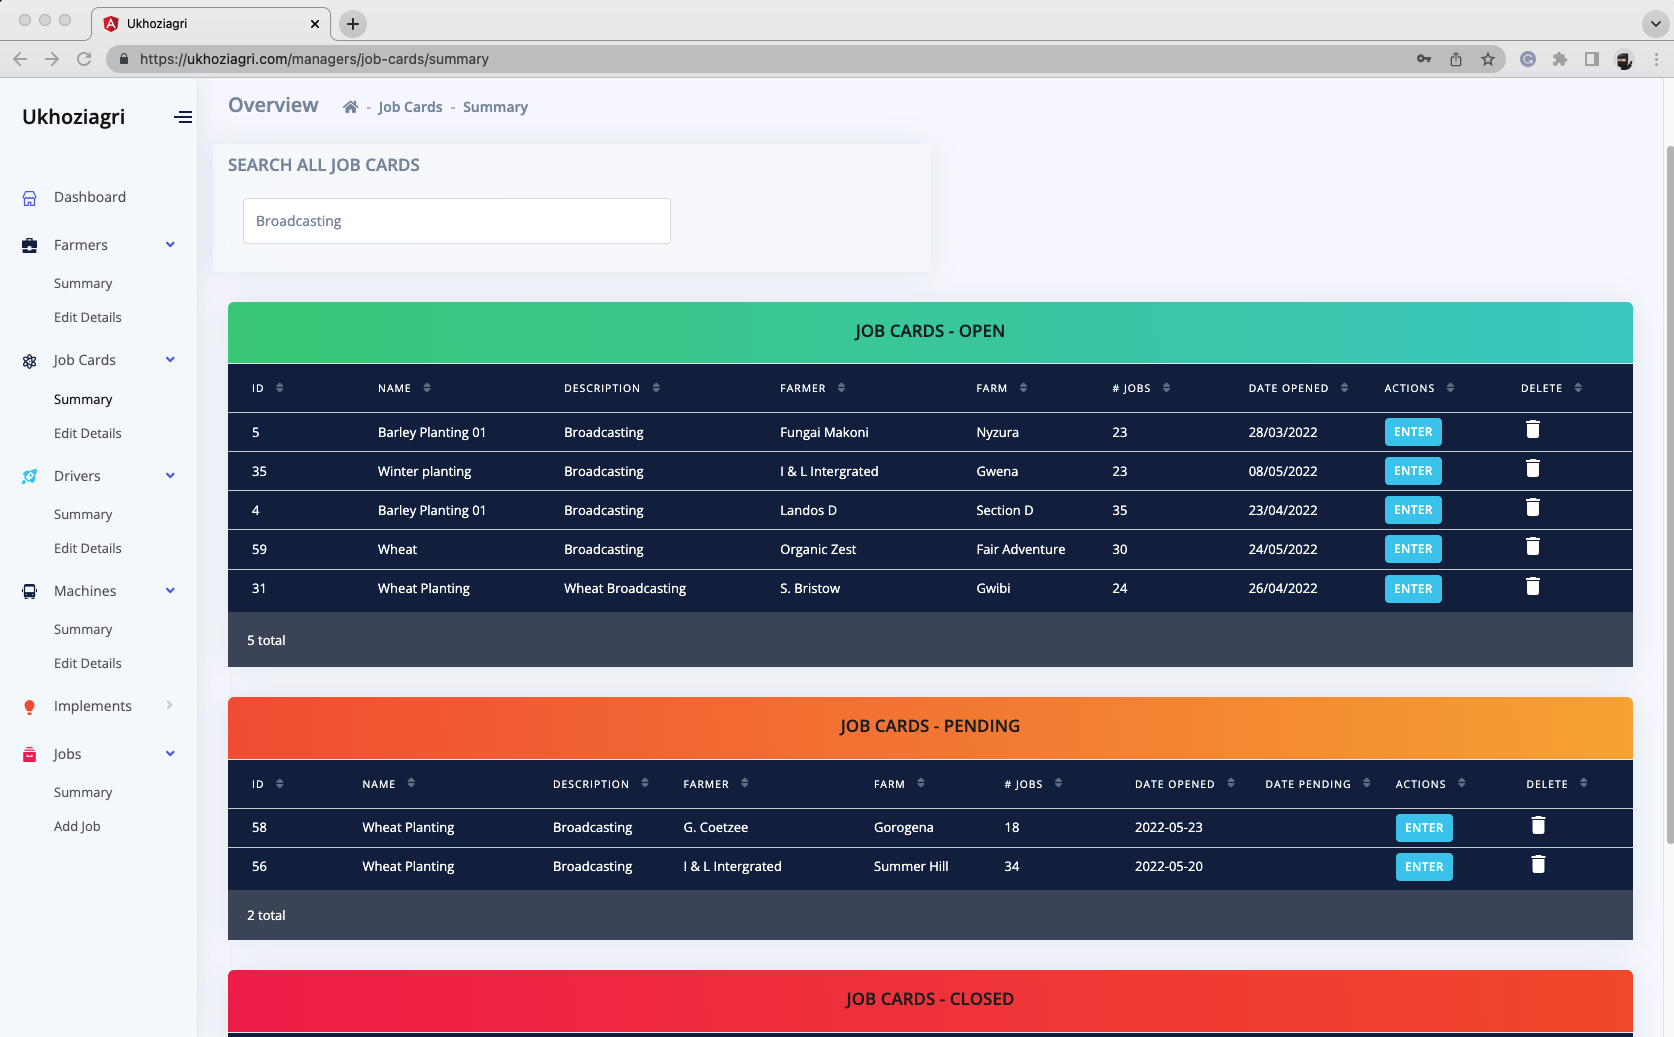 Ukhoziagri
https://ukhoziagri.com/managers/job-cards/summary
Ukhoziagri
Overview - Job Cards - Summary
SEARCH ALL JOB CARDS
Broadcasting
Dashboard
Farmers
Summary
Edit Details
Job Cards
Summary
Edit Details
Drivers
Summary
Edit Details
Machines
Summary
Edit Details
Implements
Jobs
Summary
Add Job
JOB CARDS - OPEN
ID NAME DESCRIPTION FARMER FARM # JOBS DATE OPENED ACTIONS DELETE
5 Barley Planting 01 Broadcasting Fungai Makoni Nyzura 23 28/03/2022 ENTER
35 Winter planting Broadcasting I & L Intergrated Gwena 23 08/05/2022 ENTER
4 Barley Planting 01 Broadcasting Landos D Section D 35 23/04/2022 ENTER
59 Wheat Broadcasting Organic Zest Fair Adventure 30 24/05/2022 ENTER
31 Wheat Planting Wheat Broadcasting S. Bristow Gwibi 24 26/04/2022 ENTER
5 total
JOB CARDS - PENDING
ID NAME DESCRIPTION FARMER FARM # JOBS DATE OPENED DATE PENDING ACTIONS DELETE
58 Wheat Planting Broadcasting G. Coetzee Gorogena 18 2022-05-23 ENTER
56 Wheat Planting Broadcasting I & L Intergrated Summer Hill 34 2022-05-20 ENTER
2 total
JOB CARDS - CLOSED